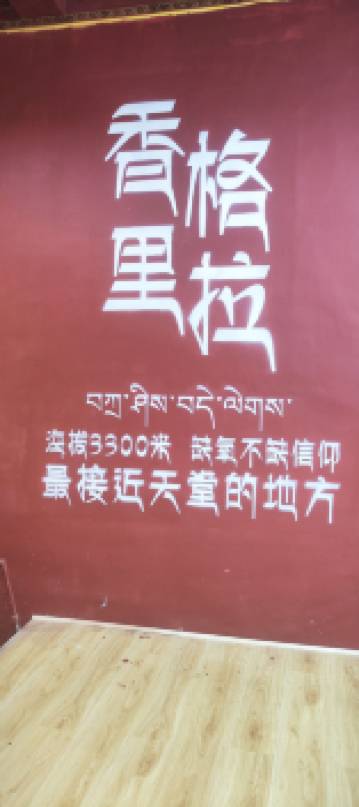 香格
里拉
བཀྲ་ཤིས་བདེ་ལེགས་
海拔3300米 缺氧不缺信仰
最接近天堂的地方